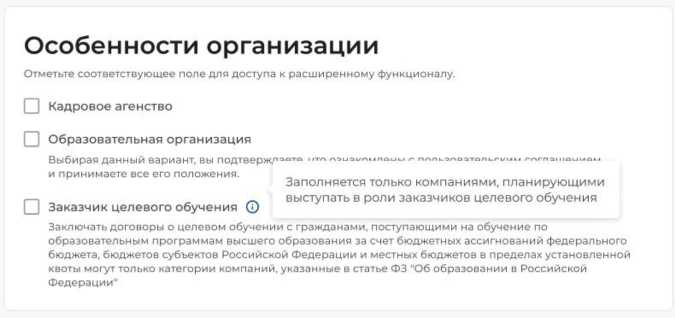 Особенности организации
Отметьте соответствующее поле для доступа к расширенному функционалу.
Кадровое агенство
Образовательная организация
Выбирая данный вариант, вы подтверждаете, что ознакомлены с пользовательским соглашением
и принимаете все его положения.
Заполняется только компаниями, планирующими
выступать в роли заказчиков целевого обучения
Заказчик целевого обучения
Заключать договоры о целевом обучении с гражданами, поступающими на обучение по
образовательным программам высшего образования за счет бюджетных ассигнований федерального
бюджета, бюджетов субъектов Российской Федерации и местных бюджетов в пределах установленной
квоты могут только категории компаний, указанные в статье ФЗ "Об образовании в Российской
Федерации"